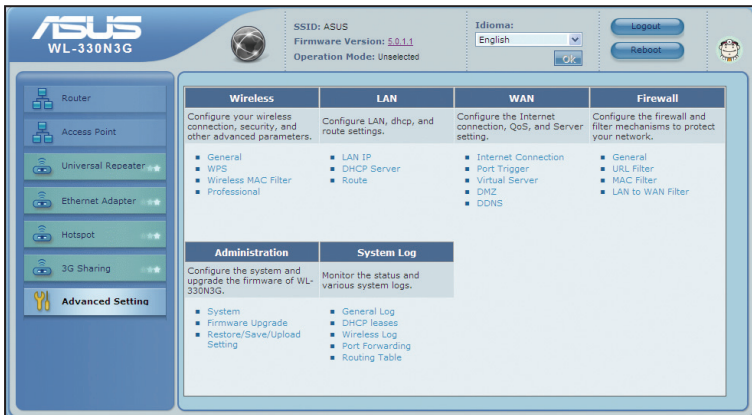 ASUS
WL-330N3G
SSID: ASUS
Firmware Version: 5.0.1.1
Operation Mode: Unselected
Idioma:
English
Ok
Logout
Reboot
Router
Access Point
Universal Repeater
Ethernet Adapter
Hotspot
3G Sharing
Advanced Setting
Wireless
Configure your wireless
connection, security, and
other advanced parameters.
General
WPS
Wireless MAC Filter
Professional
LAN
Configure LAN, dhcp, and
route settings.
LAN IP
DHCP Server
Route
WAN
Configure the Internet
connection, QoS, and Server
setting.
Internet Connection
Port Trigger
Virtual Server
DMZ
DDNS
Firewall
Configure the firewall and
filter mechanisms to protect
your network.
General
URL Filter
MAC Filter
LAN to WAN Filter
Administration
Configure the system and
upgrade the firmware of WL-
330N3G.
System
Firmware Upgrade
Restore/Save/Upload
Setting
System Log
Monitor the status and
various system logs.
General Log
DHCP leases
Wireless Log
Port Forwarding
Routing Table